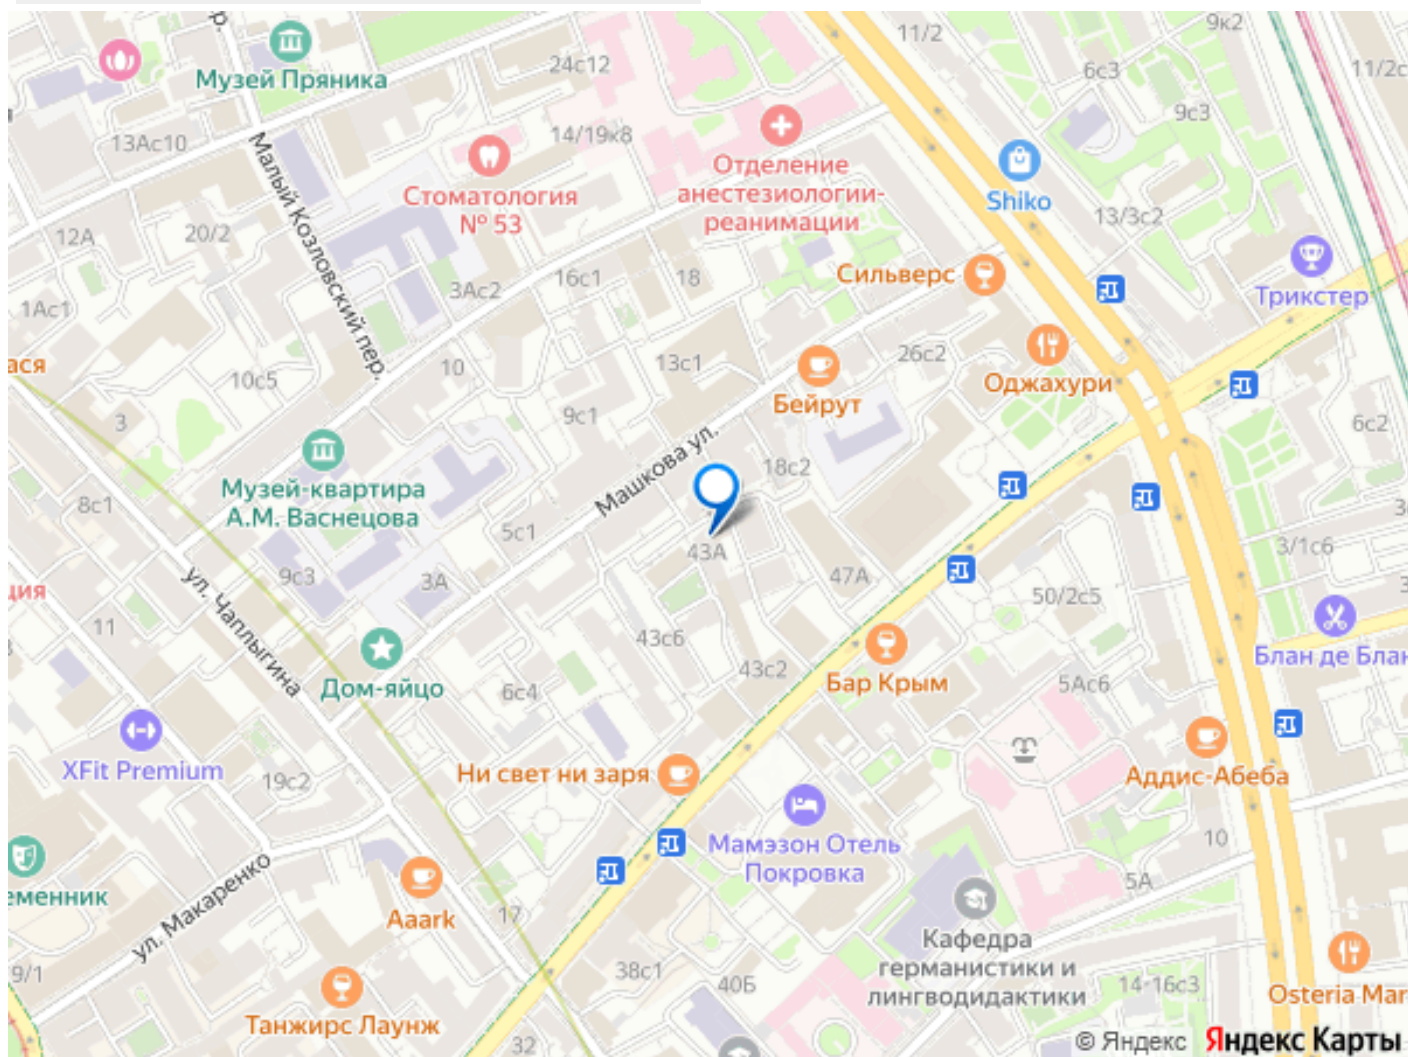 11/2
9к2
Музей Пряника
24с12
6с3
11/2с
9с3
13Ас10
14/19к8
Отделение
анестезиологии-
реанимации
Стоматология
№ 53
Shiko
Малый Козловский пер.
12А
20/2
13/3с2
Сильверс
16с1
18
3Ас2
Трикстер
1Ас1
26с2
13с1
10
10с5
Оджахури
Бейрут
3
9с1
6с2
Машкова ул.
18с2
Музей-квартира
А.М. Васнецова
8с1
5с1
43А
3/1с6
9с3
3А
47А
50/2с5
ул. Чаплыгина
11
43с6
Блан де Блан
43с2
Бар Крым
Дом-яйцо
6с4
5Ас6
XFit Premium
19с2
Ни свет ни заря
Аддис-Абеба
Мамэзон Отель
Покровка
10
ул. Макаренко
5А
еменник
Aaark
17
Кафедра
германистики и
лингводидактики
9/1
38с1
40Б
14-16с3
Osteria Mar
Танжирс Лаунж
32
© Яндекс Яндекс Карты